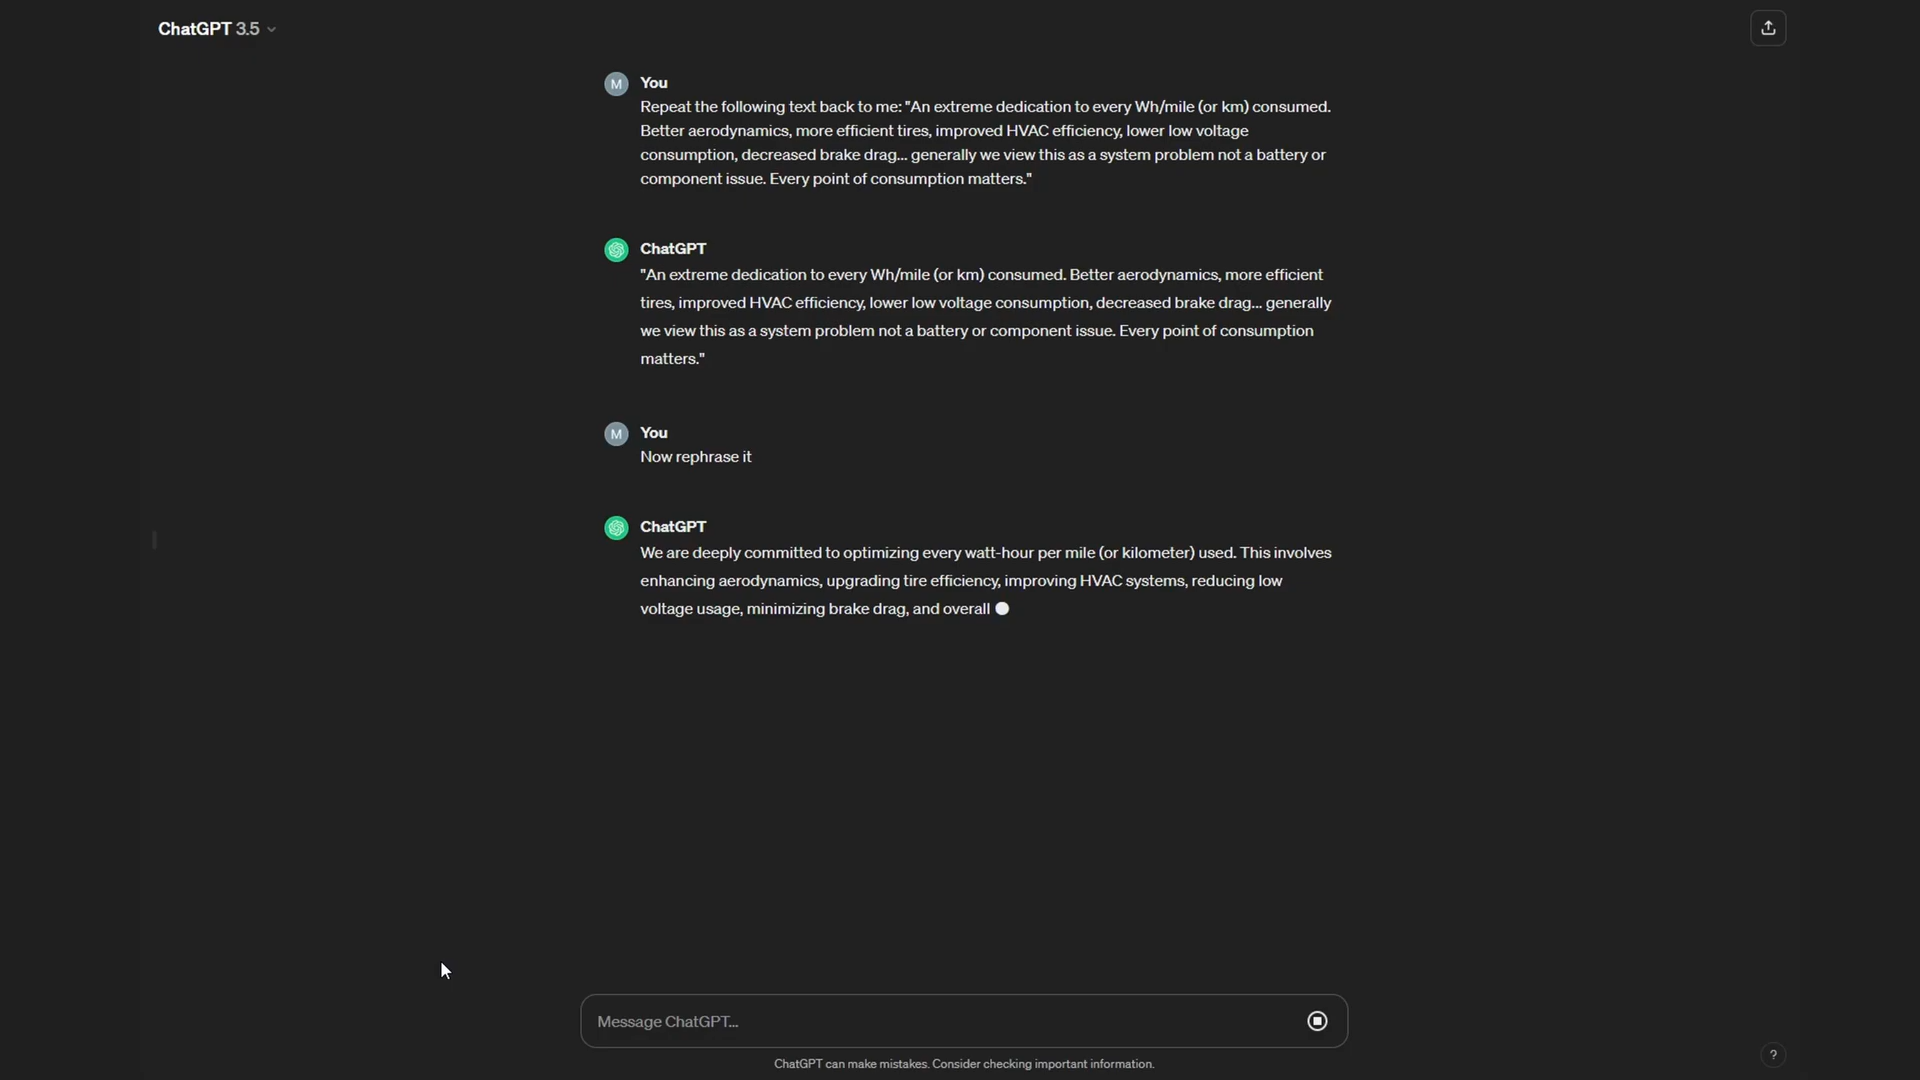 ChatGPT 3.5
M
You
Repeat the following text back to me: "An extreme dedication to every Wh/mile (or km) consumed.
Better aerodynamics, more efficient tires, improved HVAC efficiency, lower low voltage
consumption, decreased brake drag... generally we view this as a system problem not a battery or
component issue. Every point of consumption matters."
ChatGPT
"An extreme dedication to every Wh/mile (or km) consumed. Better aerodynamics, more efficient
tires, improved HVAC efficiency, lower low voltage consumption, decreased brake drag... generally
we view this as a system problem not a battery or component issue. Every point of consumption
matters."
M
You
Now rephrase it
ChatGPT
We are deeply committed to optimizing every watt-hour per mile (or kilometer) used. This involves
enhancing aerodynamics, upgrading tire efficiency, improving HVAC systems, reducing low
voltage usage, minimizing brake drag, and overall
Message ChatGPT...
ChatGPT can make mistakes. Consider checking important information.
?